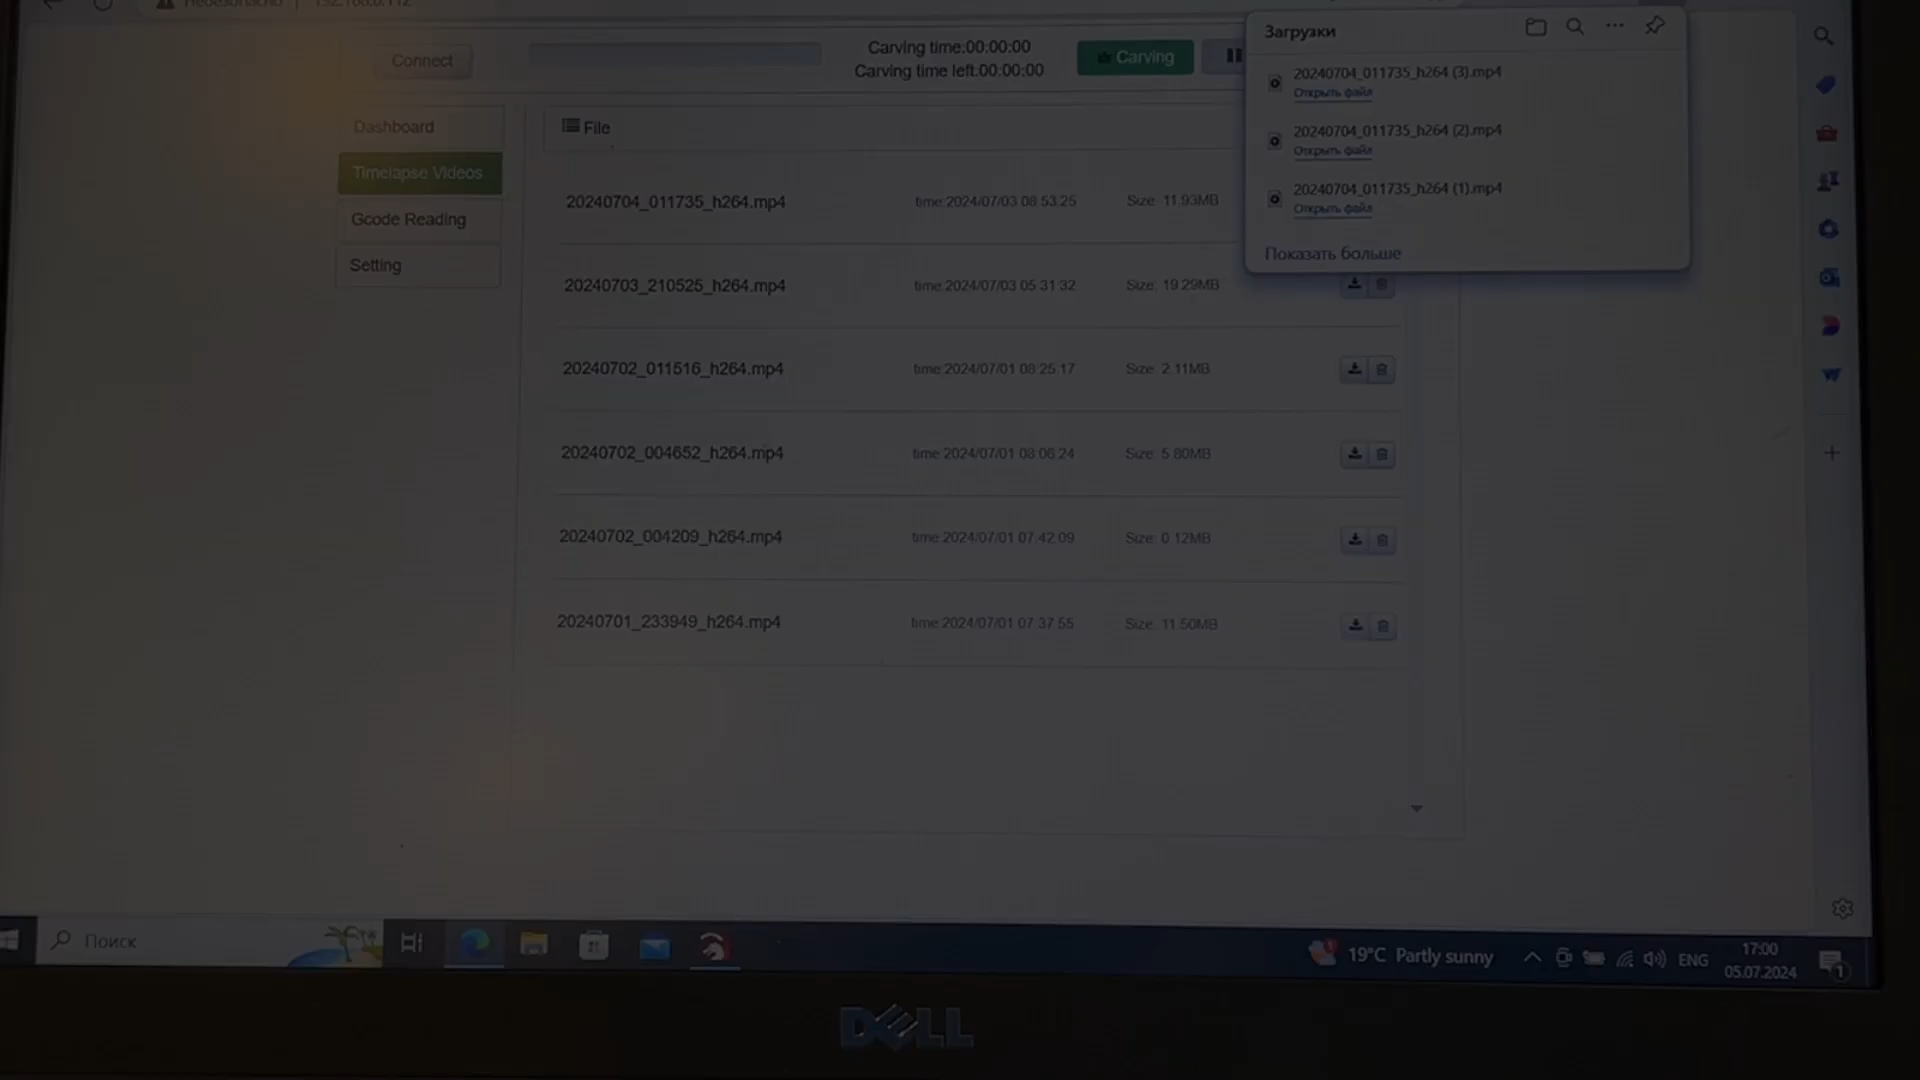 Небезопасно | 192.168.0.112
Connect
Carving time:00:00:00
Carving time left:00:00:00
Carving
Загрузки
20240704_011735_h264 (3).mp4
Открыть файл
20240704_011735_h264 (2).mp4
Открыть файл
20240704_011735_h264 (1).mp4
Открыть файл
Показать больше
Dashboard
Timelapse Videos
Gcode Reading
Setting
File
20240704_011735_h264.mp4 time:2024/07/03 08:53:25 Size: 11.93MB
20240703_210525_h264.mp4 time:2024/07/03 05:31:32 Size: 19.29MB
20240702_011516_h264.mp4 time:2024/07/01 08:25:17 Size: 2.11MB
20240702_004652_h264.mp4 time:2024/07/01 08:06:24 Size: 5.80MB
20240702_004209_h264.mp4 time:2024/07/01 07:42:09 Size: 0.12MB
20240701_233949_h264.mp4 time:2024/07/01 07:37:55 Size: 11.50MB
Поиск
19°C Partly sunny
ENG
17:00
05.07.2024
1
DELL